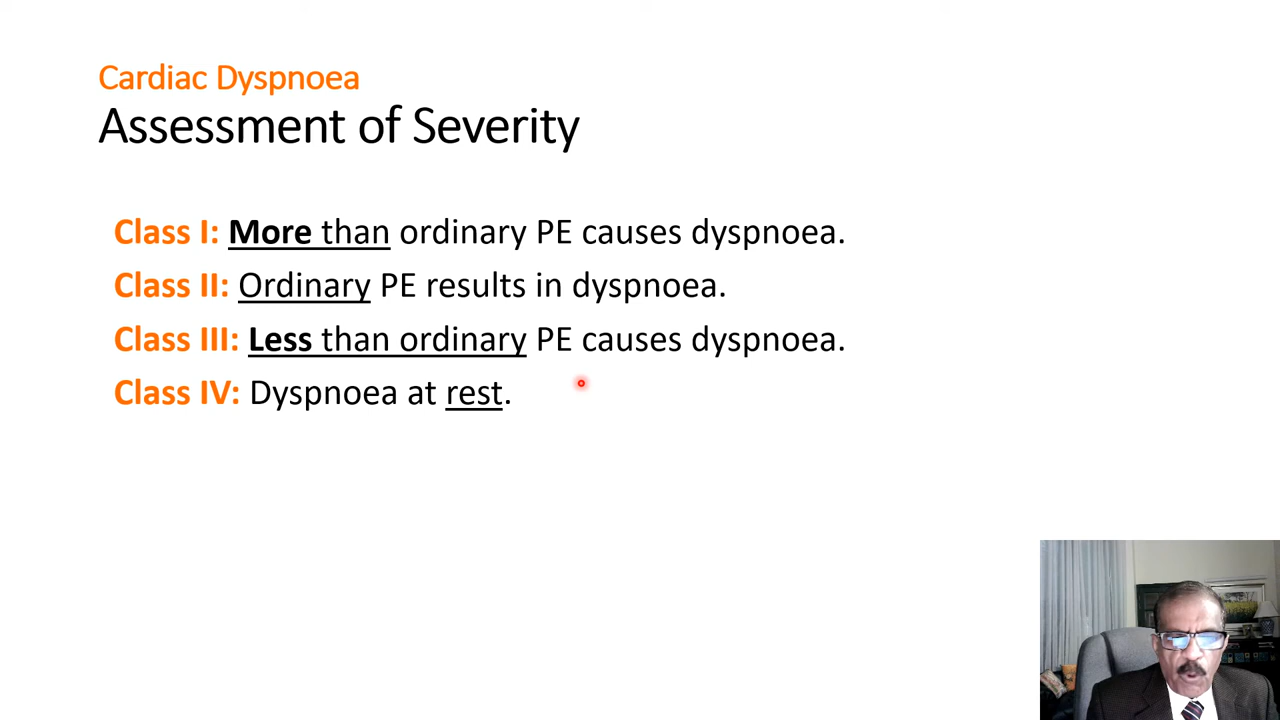 Cardiac Dyspnoea
Assessment of Severity
Class I: More than ordinary PE causes dyspnoea.
Class II: Ordinary PE results in dyspnoea.
Class III: Less than ordinary PE causes dyspnoea.
Class IV: Dyspnoea at rest.